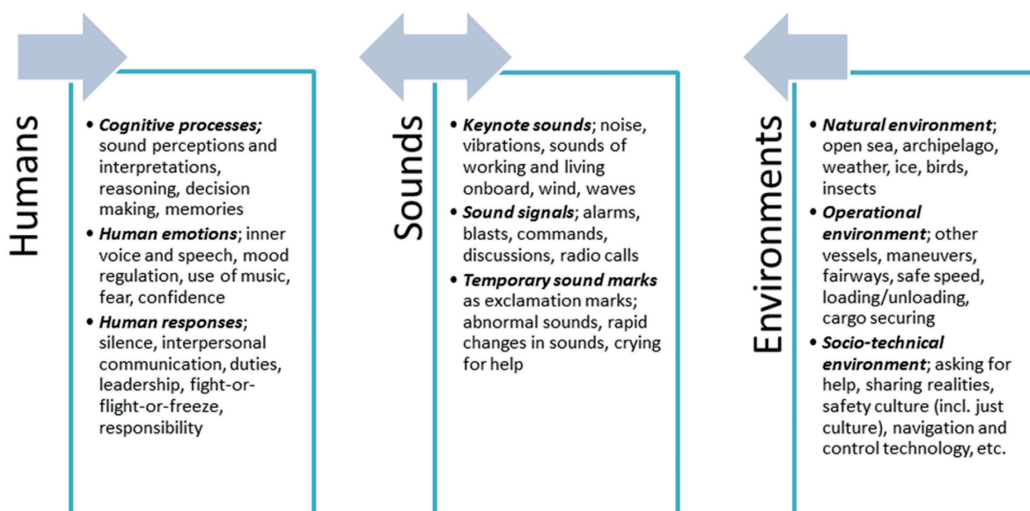 Humans
• Cognitive processes;
sound perceptions and
interpretations,
reasoning, decision
making, memories
• Human emotions; inner
voice and speech, mood
regulation, use of music,
fear, confidence
• Human responses;
silence, interpersonal
communication, duties,
leadership, fight-or-
flight-or-freeze,
responsibility
Sounds
• Keynote sounds; noise,
vibrations, sounds of
working and living
onboard, wind, waves
• Sound signals; alarms,
blasts, commands,
discussions, radio calls
• Temporary sound marks
as exclamation marks;
abnormal sounds, rapid
changes in sounds, crying
for help
Environments
• Natural environment;
open sea, archipelago,
weather, ice, birds,
insects
• Operational
environment; other
vessels, maneuvers,
fairways, safe speed,
loading/unloading,
cargo securing
• Socio-technical
environment; asking for
help, sharing realities,
safety culture (incl. just
culture), navigation and
control technology, etc.